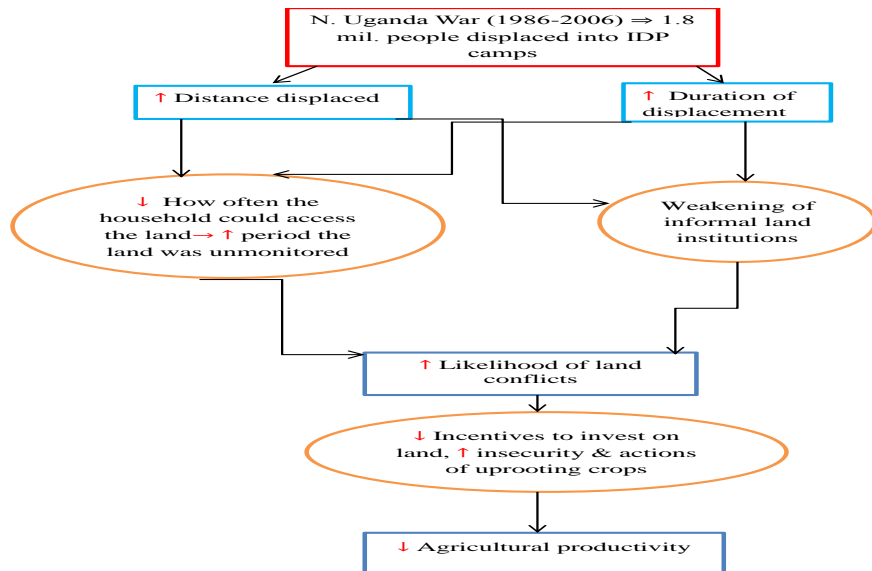 N. Uganda War (1986-2006) ⇒ 1.8
mil. people displaced into IDP
camps
↑ Distance displaced
↑ Duration of
displacement
↓ How often the
household could access
the land→ ↑ period the
land was unmonitored
Weakening of
informal land
institutions
↑ Likelihood of land
conflicts
↓ Incentives to invest on
land, ↑ insecurity & actions
of uprooting crops
↓ Agricultural productivity